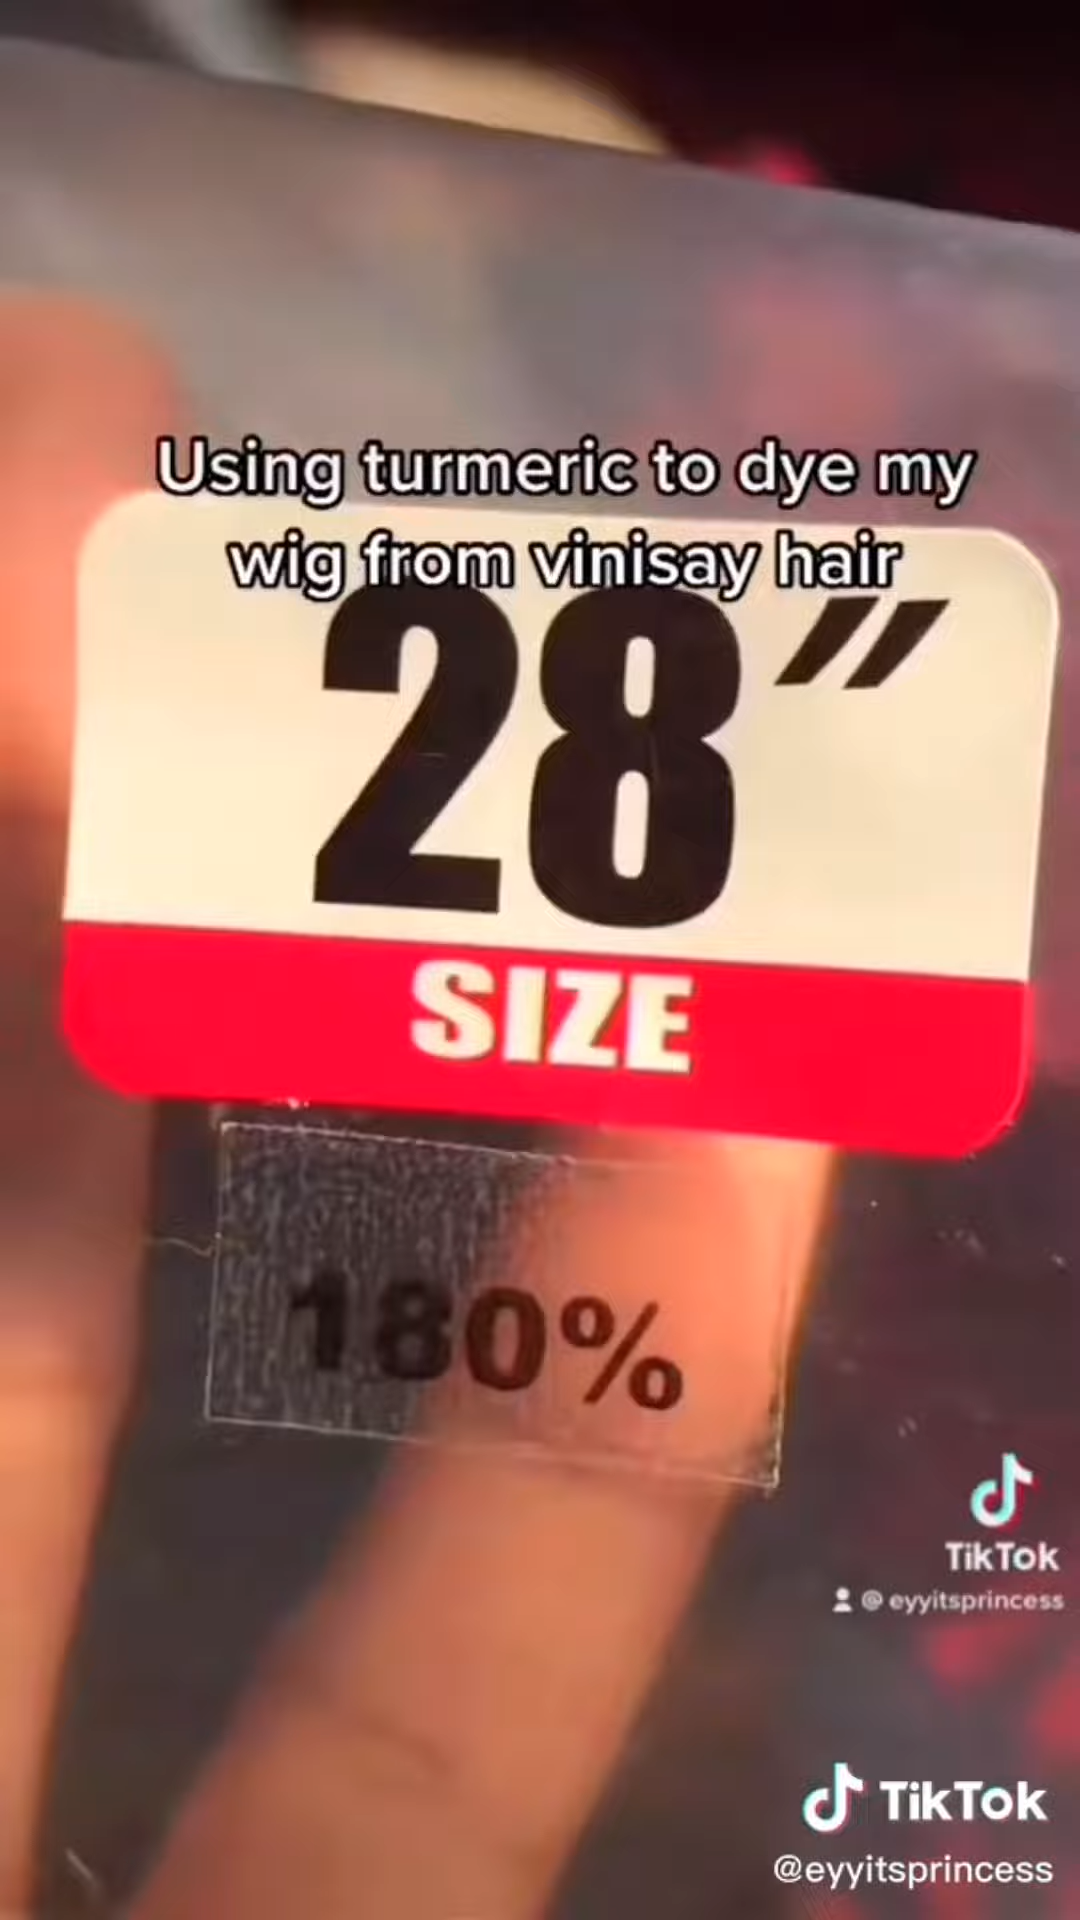 Using turmeric to dye my
wig from vinisay hair
28"
SIZE
180%
TikTok
@ eyyitsprincess
TikTok
@eyyitsprincess